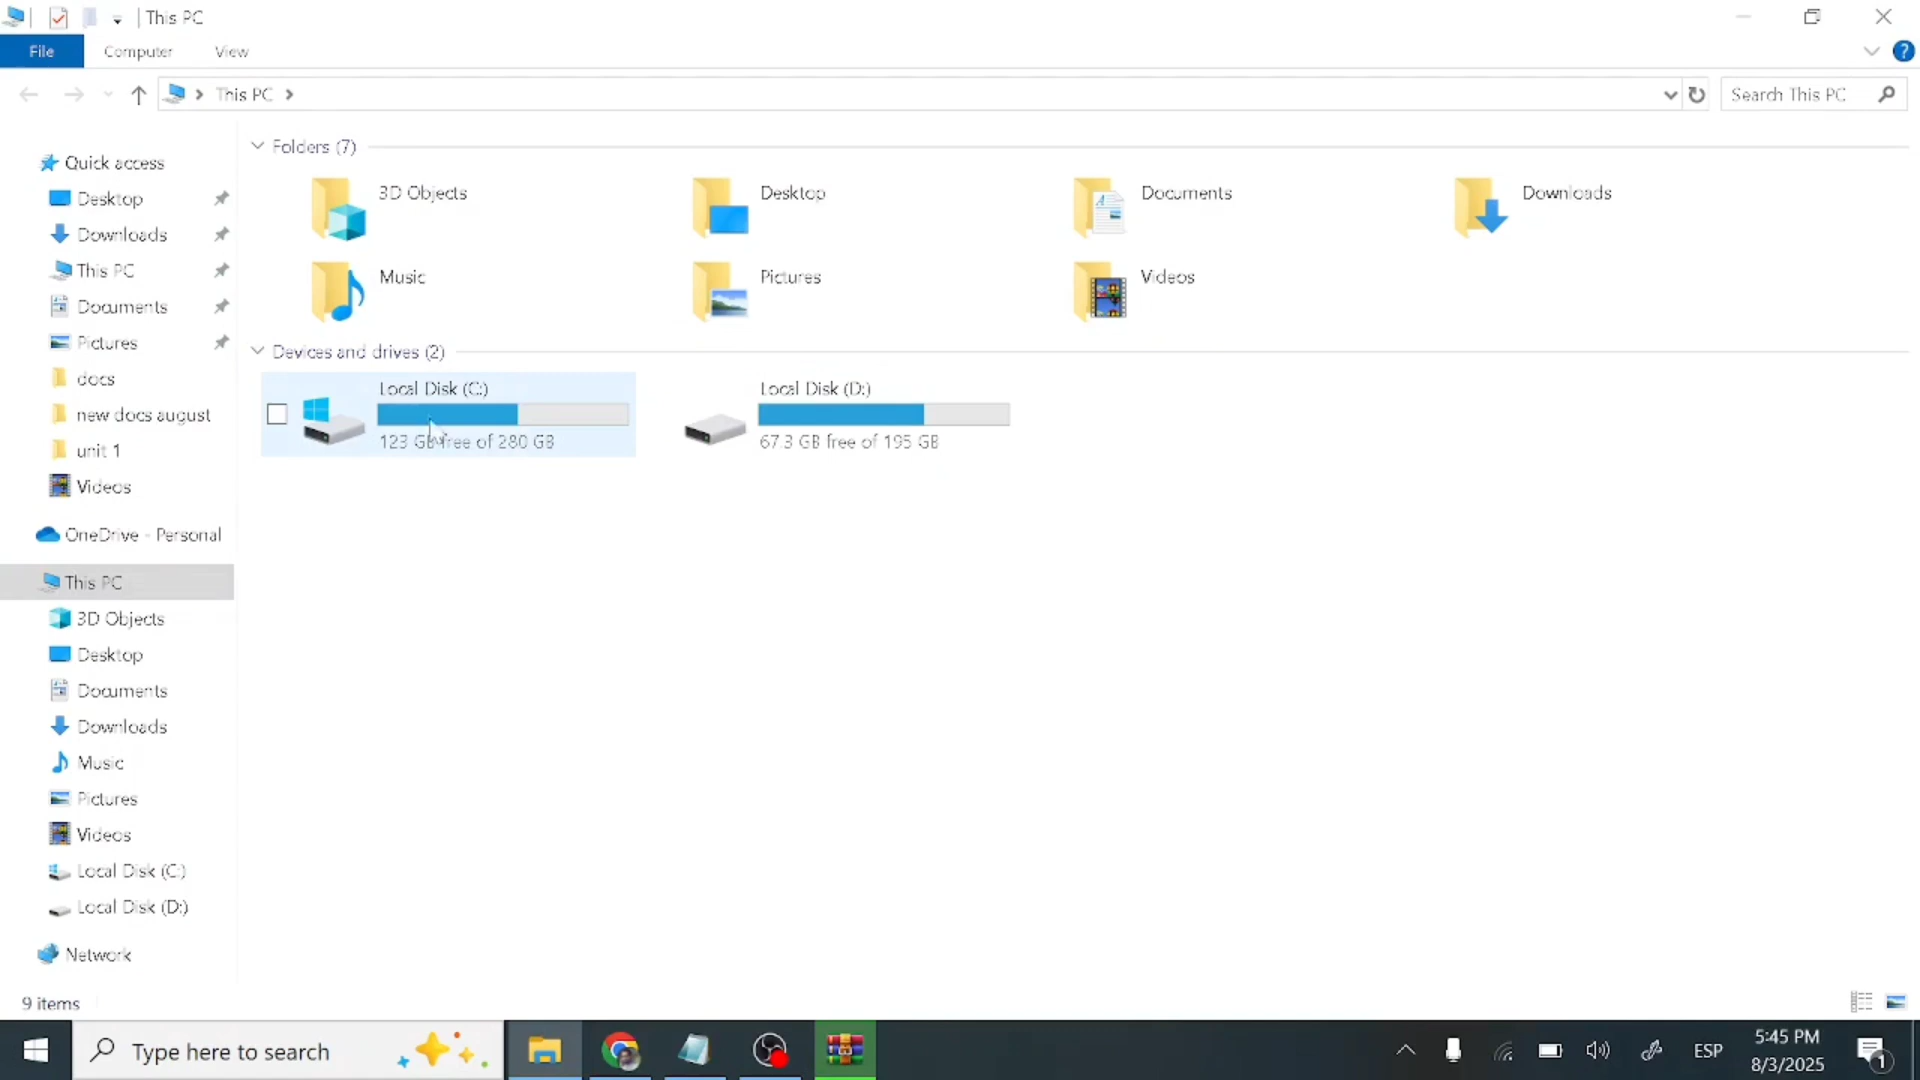 This PC
File Computer View
This PC Search This PC
Folders (7)
3D Objects Desktop Documents Downloads
Music Pictures Videos
Devices and drives (2)
Local Disk (C:) Local Disk (D:)
123 GB free of 280 GB 67.3 GB free of 195 GB
Quick access
Desktop
Downloads
This PC
Documents
Pictures
docs
new docs august
unit 1
Videos
OneDrive - Personal
This PC
3D Objects
Desktop
Documents
Downloads
Music
Pictures
Videos
Local Disk (C:)
Local Disk (D:)
Network
9 items
Type here to search
ESP
5:45 PM
8/3/2025
1